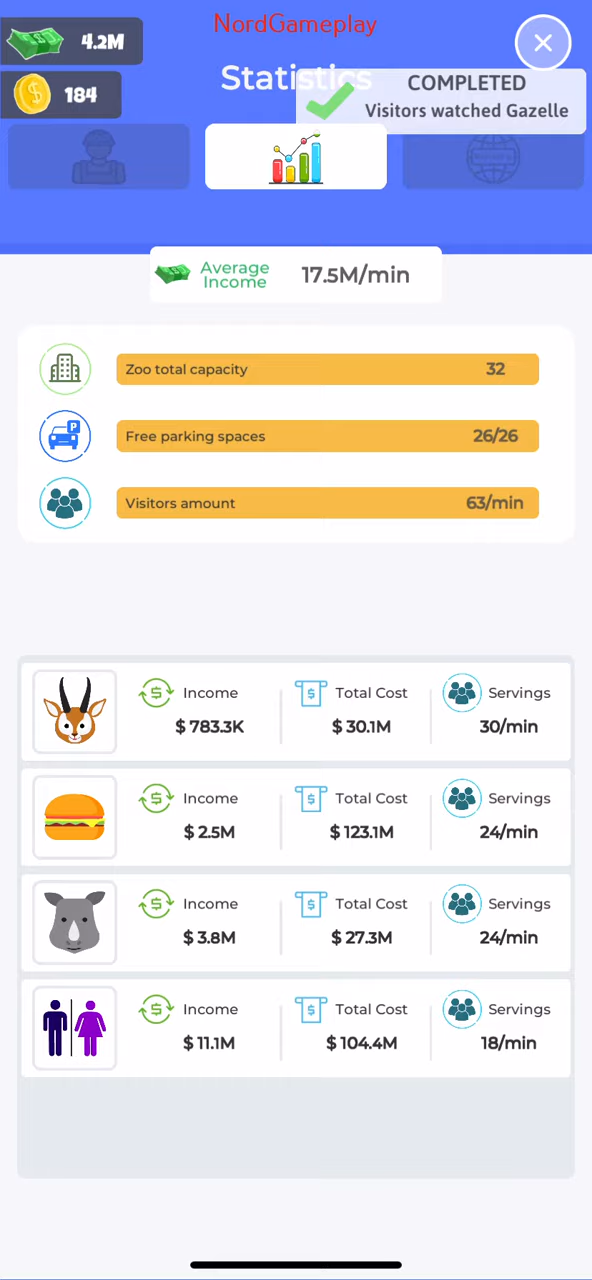 NordGameplay
4.2M
184
Statistics
COMPLETED
Visitors watched Gazelle
Average
Income
17.5M/min
Zoo total capacity 32
Free parking spaces 26/26
Visitors amount 63/min
Income Total Cost Servings
$ 783.3K $ 30.1M 30/min
Income Total Cost Servings
$ 2.5M $ 123.1M 24/min
Income Total Cost Servings
$ 3.8M $ 27.3M 24/min
Income Total Cost Servings
$ 11.1M $ 104.4M 18/min